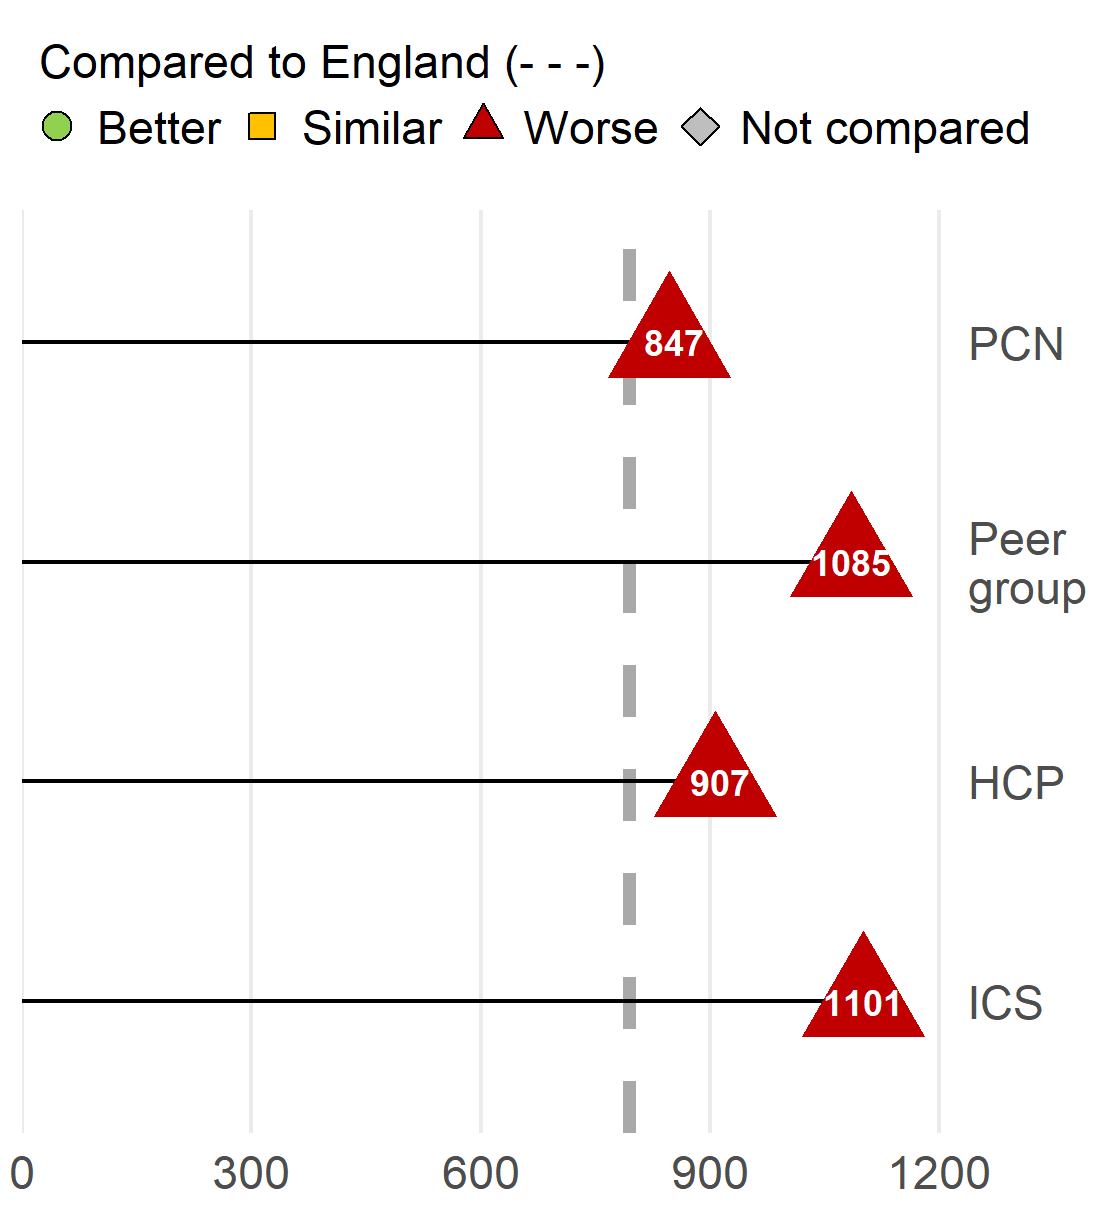 Compared to England (- - -)
Better Similar Worse Not compared
847 PCN
1085 Peer
group
907 HCP
1101 ICS
0 300 600 900 1200